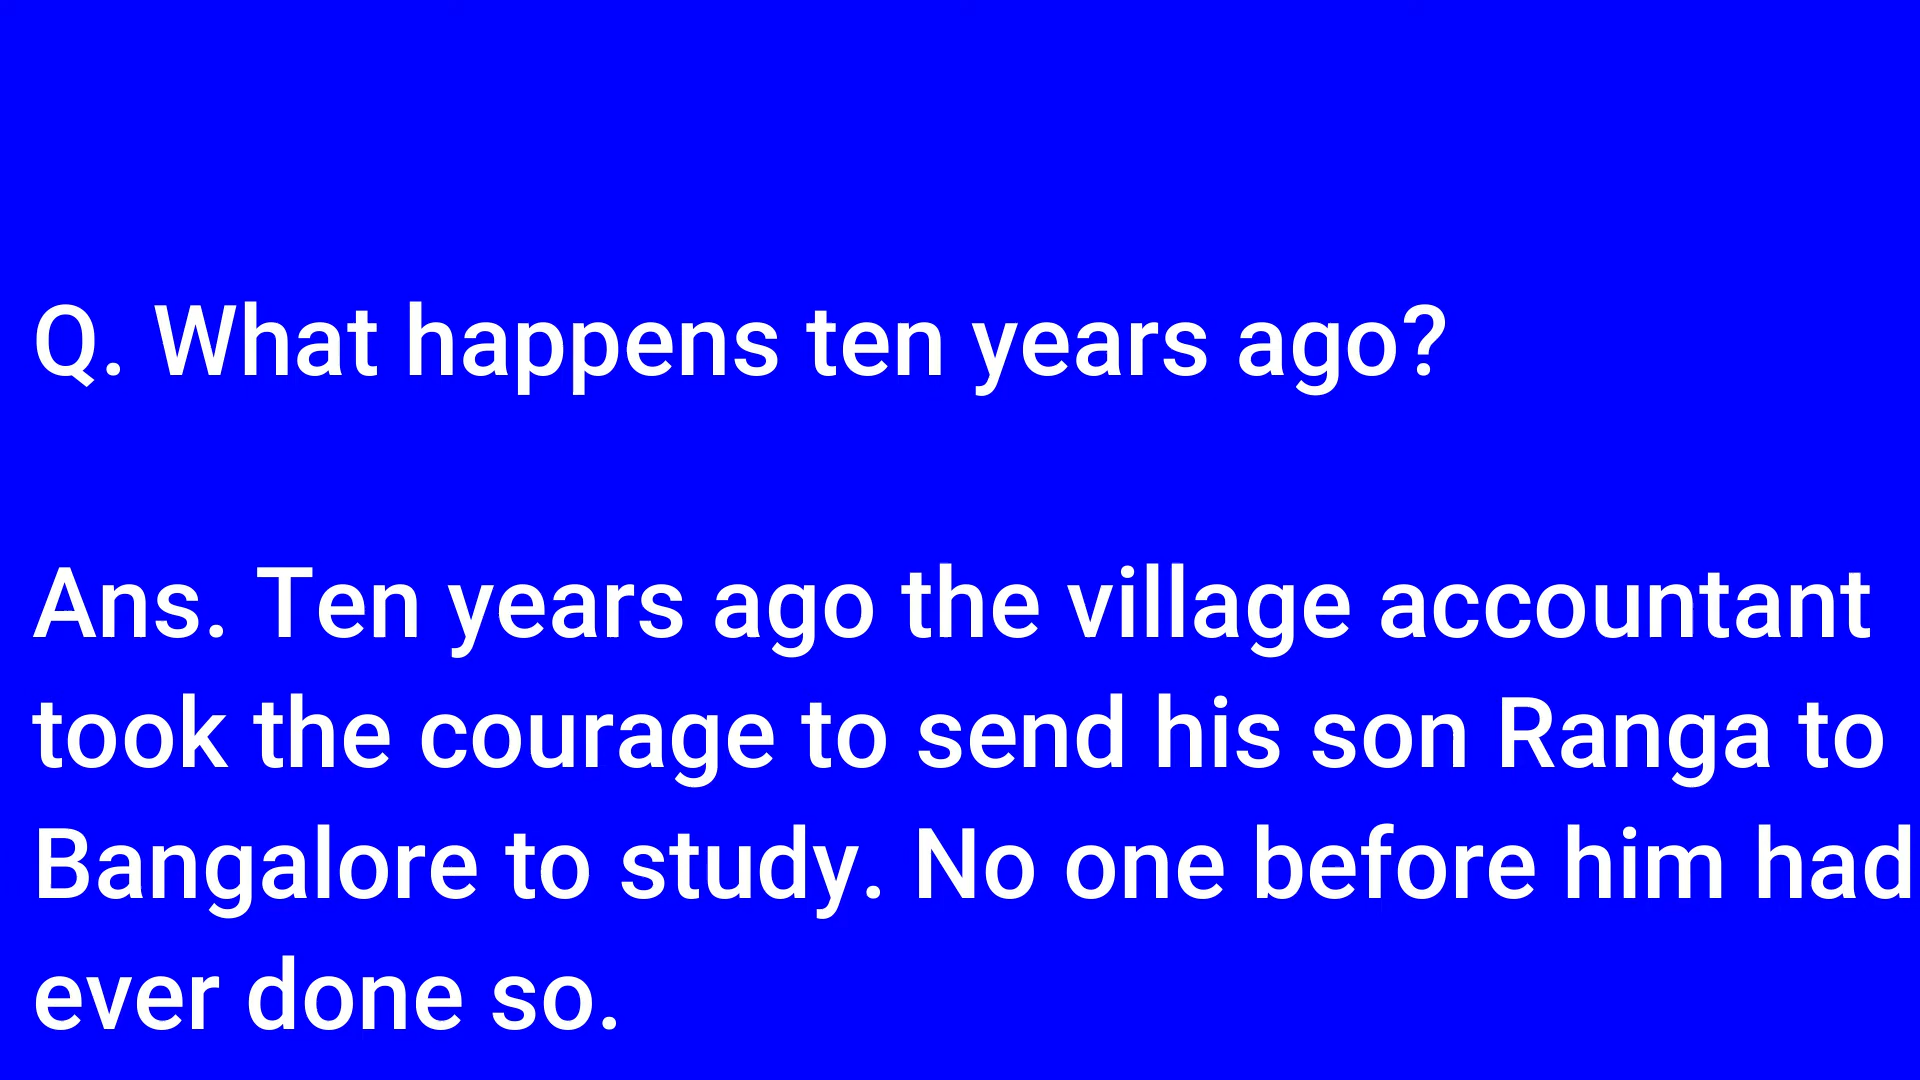 Q. What happens ten years ago?
Ans. Ten years ago the village accountant
took the courage to send his son Ranga to
Bangalore to study. No one before him had
ever done so.